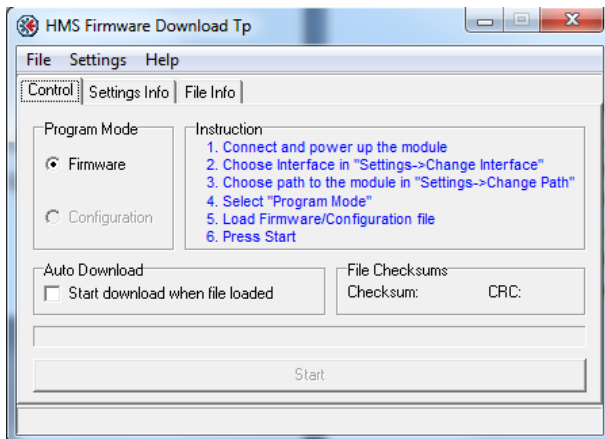 HMS Firmware Download Tp
File Settings Help
Control Settings Info File Info
Program Mode
Firmware
Configuration
Instruction
1. Connect and power up the module
2. Choose Interface in "Settings->Change Interface"
3. Choose path to the module in "Settings->Change Path"
4. Select "Program Mode"
5. Load Firmware/Configuration file
6. Press Start
Auto Download
Start download when file loaded
File Checksums
Checksum: CRC:
Start